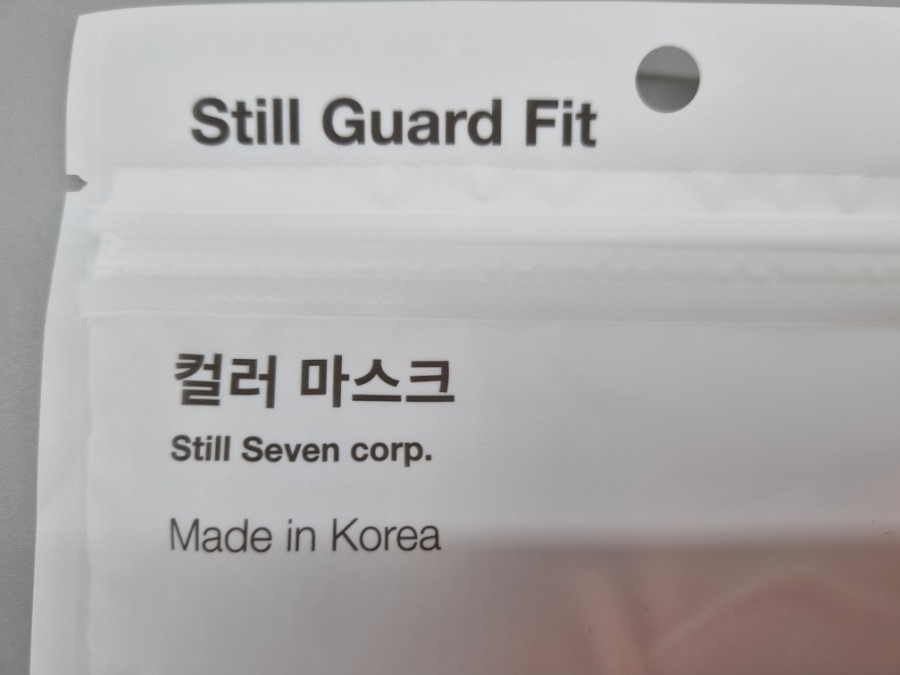 Still Guard Fit
컬러 마스크
Still Seven corp.
Made in Korea